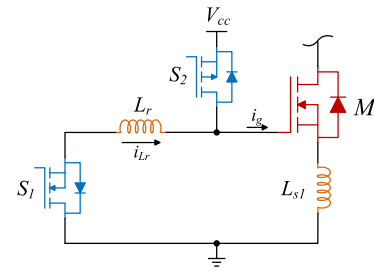 V_cc
S_2
L_r
i_g
M
i_Lr
S_1
L_s1